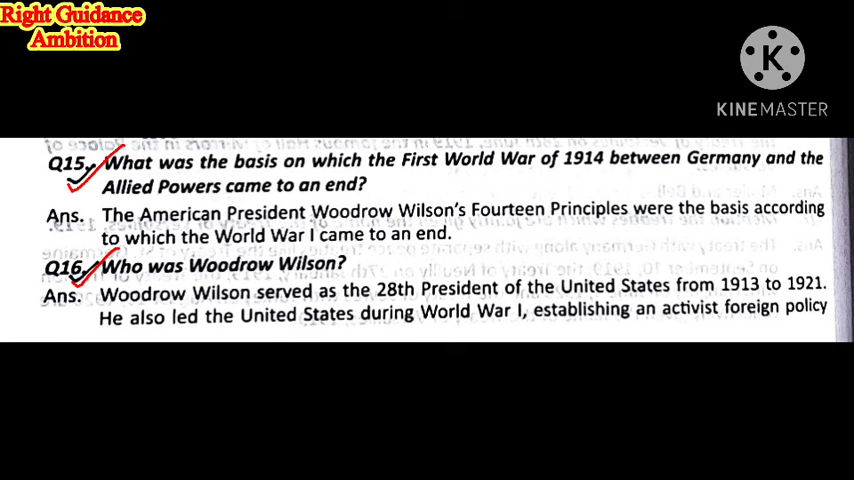 Right Guidance
Ambition
K
KINEMASTER
Q15. What was the basis on which the First World War of 1914 between Germany and the
Allied Powers came to an end?
Ans. The American President Woodrow Wilson's Fourteen Principles were the basis according
to which the World War I came to an end.
Q16. Who was Woodrow Wilson?
Ans. Woodrow Wilson served as the 28th President of the United States from 1913 to 1921.
He also led the United States during World War I, establishing an activist foreign policy